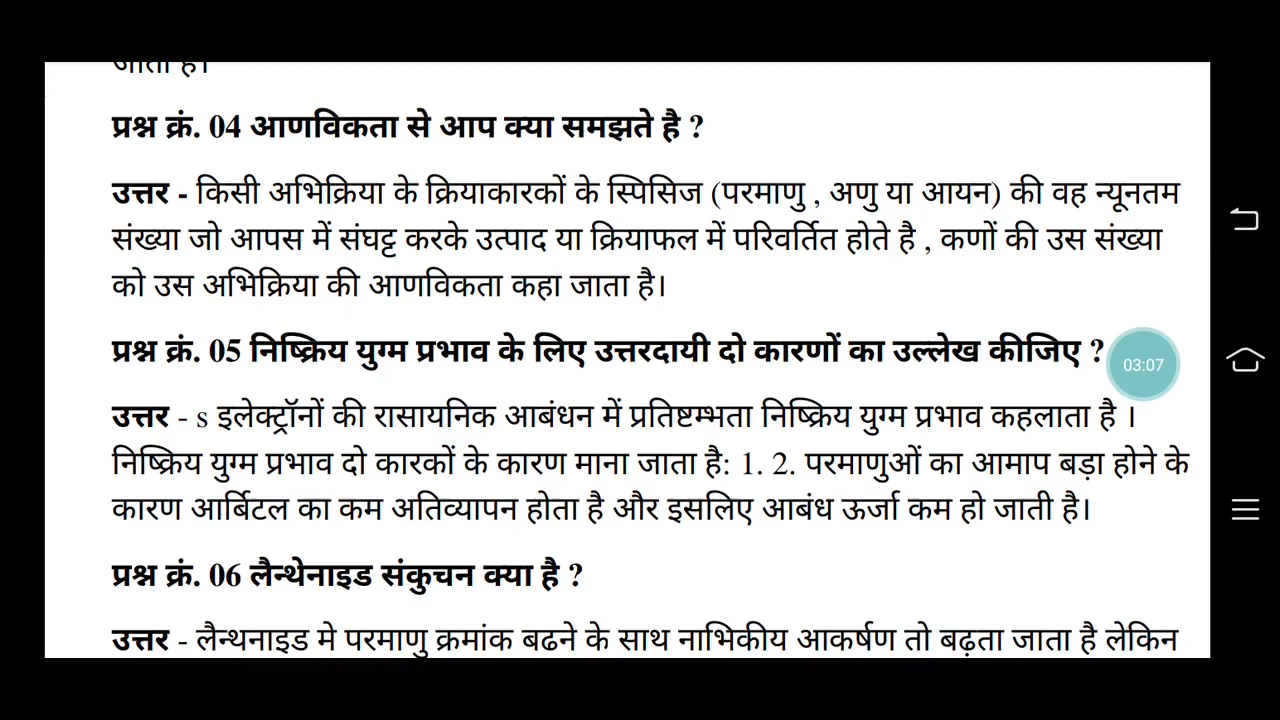 जाता है।
प्रश्न क्रं. 04 आणविकता से आप क्या समझते है ?
उत्तर - किसी अभिक्रिया के क्रियाकारकों के स्पिसिज (परमाणु , अणु या आयन) की वह न्यूनतम
संख्या जो आपस में संघट्ट करके उत्पाद या क्रियाफल में परिवर्तित होते है , कणों की उस संख्या
को उस अभिक्रिया की आणविकता कहा जाता है।
प्रश्न क्रं. 05 निष्क्रिय युग्म प्रभाव के लिए उत्तरदायी दो कारणों का उल्लेख कीजिए ?
03:07
उत्तर - s इलेक्ट्रॉनों की रासायनिक आबंधन में प्रतिष्टम्भता निष्क्रिय युग्म प्रभाव कहलाता है ।
निष्क्रिय युग्म प्रभाव दो कारकों के कारण माना जाता है: 1. 2. परमाणुओं का आमाप बड़ा होने के
कारण आर्बिटल का कम अतिव्यापन होता है और इसलिए आबंध ऊर्जा कम हो जाती है।
प्रश्न क्रं. 06 लैन्थेनाइड संकुचन क्या है ?
उत्तर - लैन्थनाइड मे परमाणु क्रमांक बढने के साथ नाभिकीय आकर्षण तो बढ़ता जाता है लेकिन